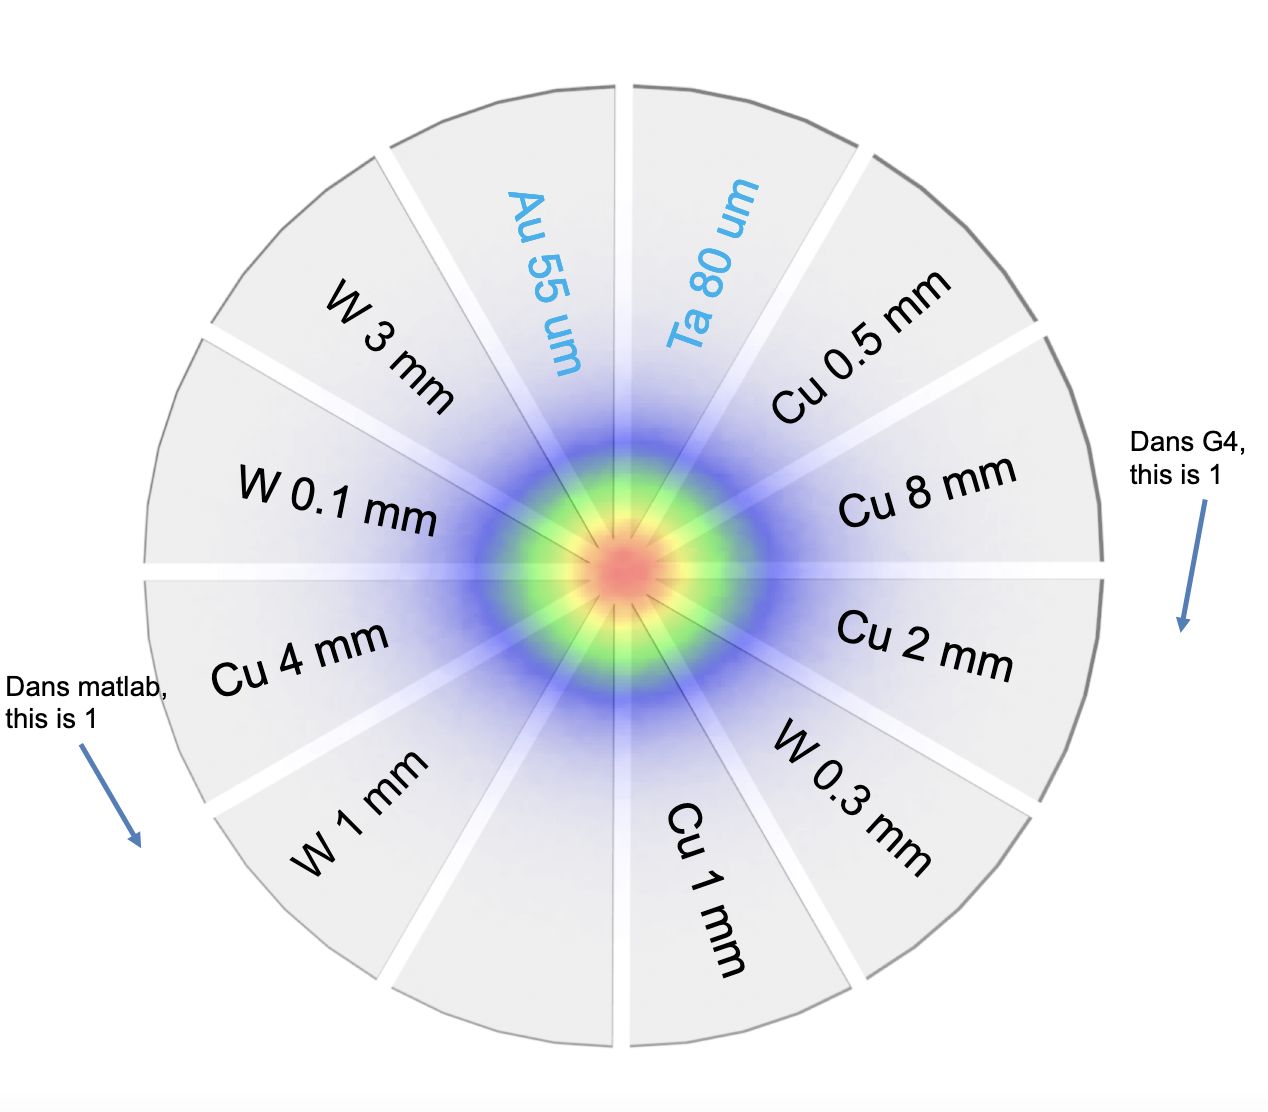 Au 55 um
Ta 80 um
W 3 mm
Cu 0.5 mm
W 0.1 mm
Cu 8 mm
Dans G4,
this is 1
Cu 4 mm
Cu 2 mm
Dans matlab,
this is 1
W 1 mm
W 0.3 mm
Cu 1 mm